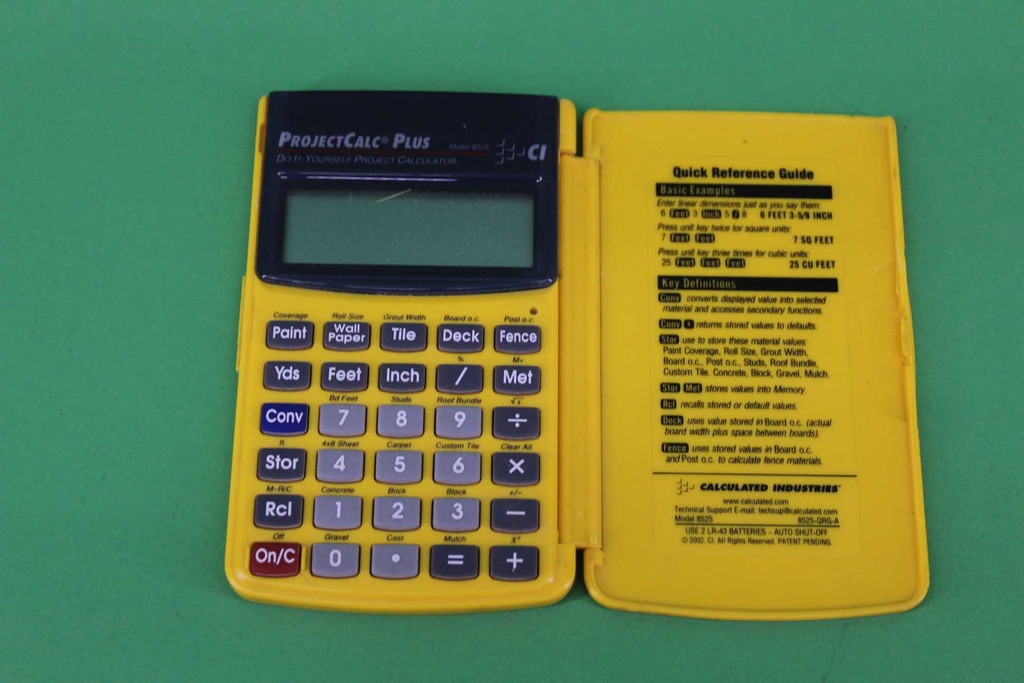 PROJECTCALC® PLUS
Model 8525
CI
DO-IT-YOURSELF PROJECT CALCULATOR
Coverage Roll Size Grout Width Board o.c. Post o.c.
Paint Wall Paper Tile Deck Fence
% M+
Yds Feet Inch / Met
Bd Feet Studs Roof Bundle √x
Conv 7 8 9 ÷
R 4x8 Sheet Carpet Custom Tile Clear All
Stor 4 5 6 ×
M-R/C Concrete Brick Block +/-
Rcl 1 2 3 −
Off Gravel Cost Mulch X²
On/C 0 • = +
Quick Reference Guide
Basic Examples
Enter linear dimensions just as you say them:
6 Feet 3 Inch 5 / 8 6 FEET 3-5/8 INCH
Press unit key twice for square units:
7 Feet Feet 7 SQ FEET
Press unit key three times for cubic units:
25 Feet Feet Feet 25 CU FEET
Key Definitions
Conv converts displayed value into selected
material and accesses secondary functions.
Conv x returns stored values to defaults.
Stor use to store these material values:
Paint Coverage, Roll Size, Grout Width,
Board o.c., Post o.c., Studs, Roof Bundle,
Custom Tile, Concrete, Block, Gravel, Mulch.
Stor Met stores values into Memory.
Rcl recalls stored or default values.
Deck uses value stored in Board o.c. (actual
board width plus space between boards).
Fence uses stored values in Board o.c.
and Post o.c. to calculate fence materials.
CALCULATED INDUSTRIES®
www.calculated.com
Technical Support E-mail: techsup@calculated.com
Model 8525 8525-QRG-A
USE 2 LR-43 BATTERIES - AUTO SHUT-OFF
© 2002, CI. All Rights Reserved. PATENT PENDING.